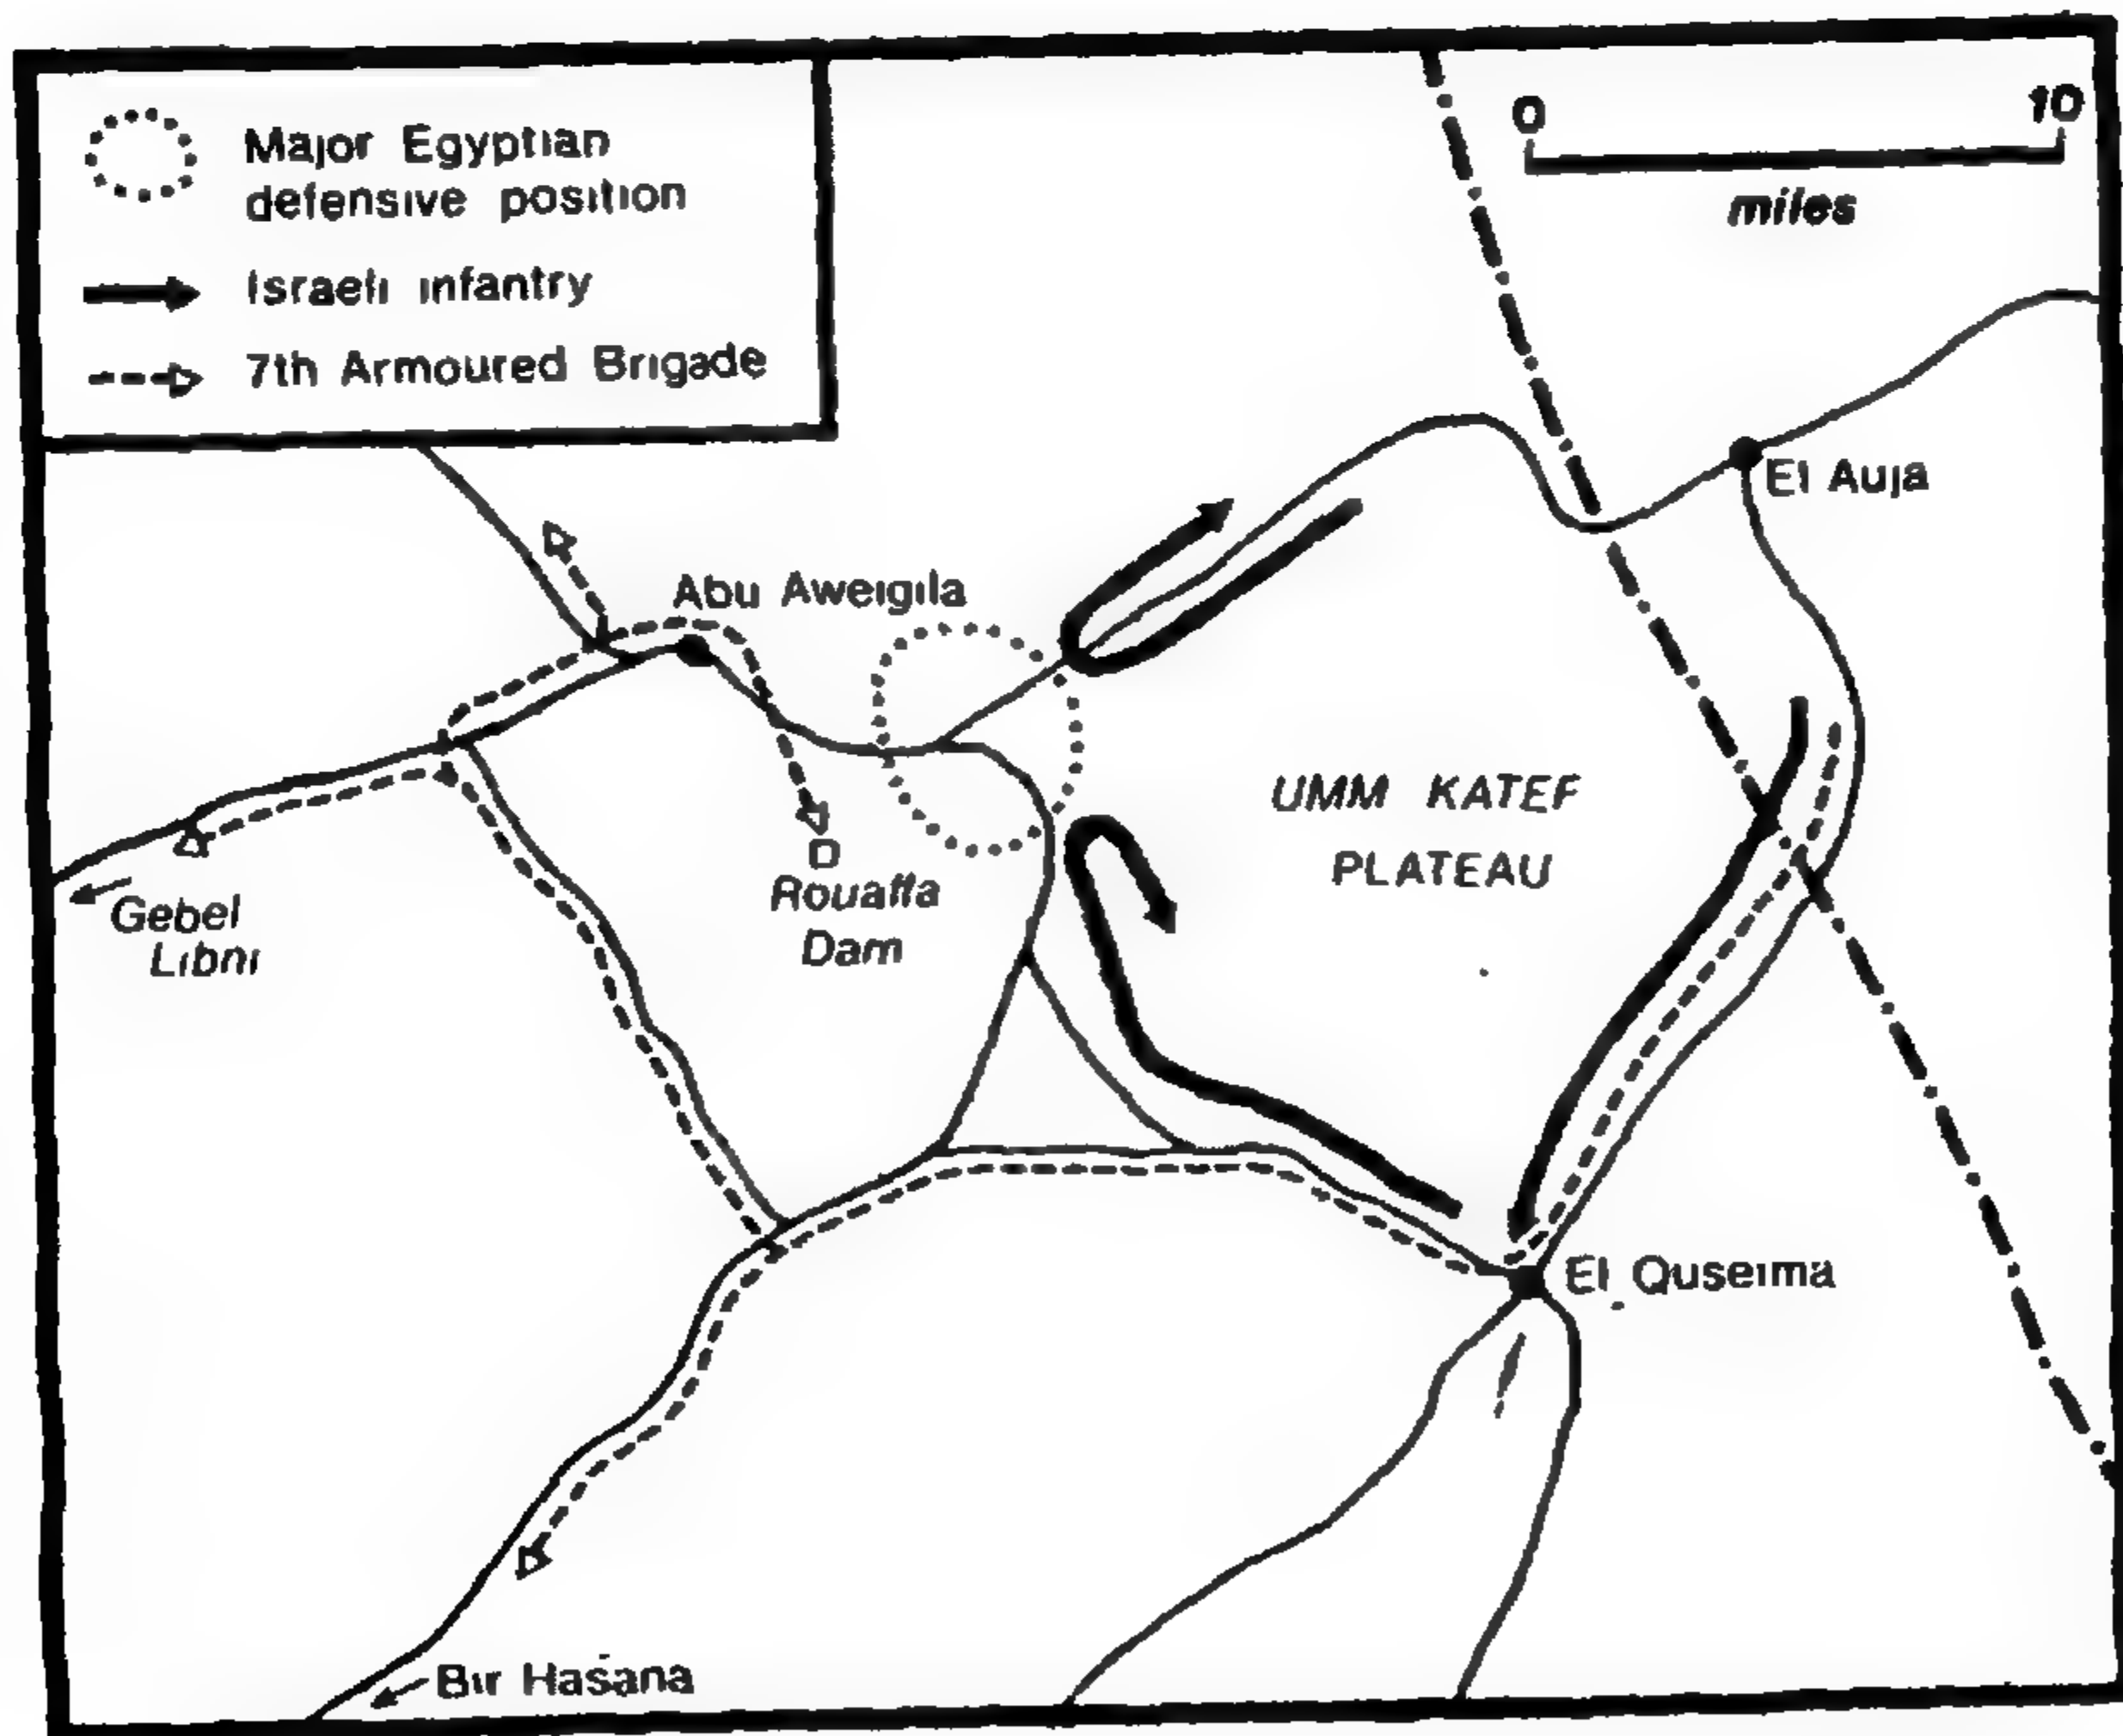 Major Egyptian
defensive position
Israeli infantry
7th Armoured Brigade
0 10
miles
El Auja
Abu Aweigila
UMM KATEF
PLATEAU
Rouaffa
Dam
Gebel
Libni
El Quseima
Bir Hasana